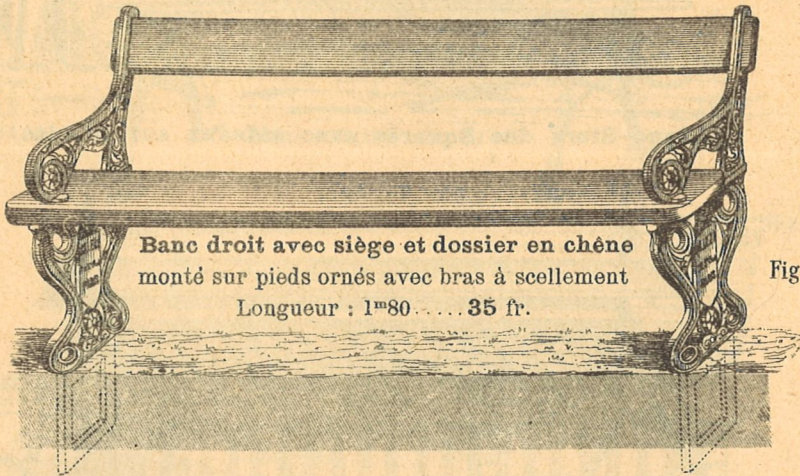 Banc droit avec siège et dossier en chêne
monté sur pieds ornés avec bras à scellement
Longueur : 1ᵐ80.....35 fr.
Fig